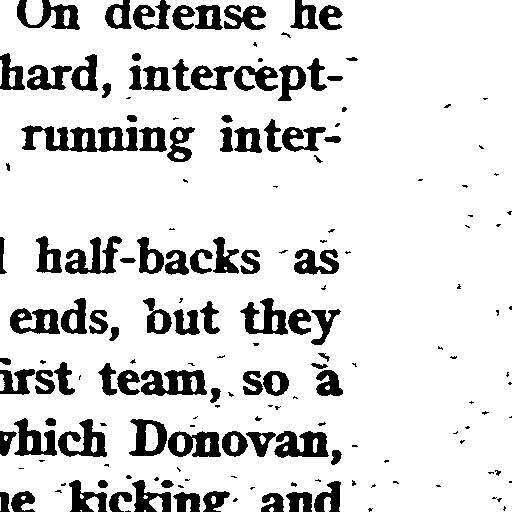 On defense he
hard, intercept-
running inter-
half-backs as
ends, but they
first team, so a
which Donovan,
kicking and